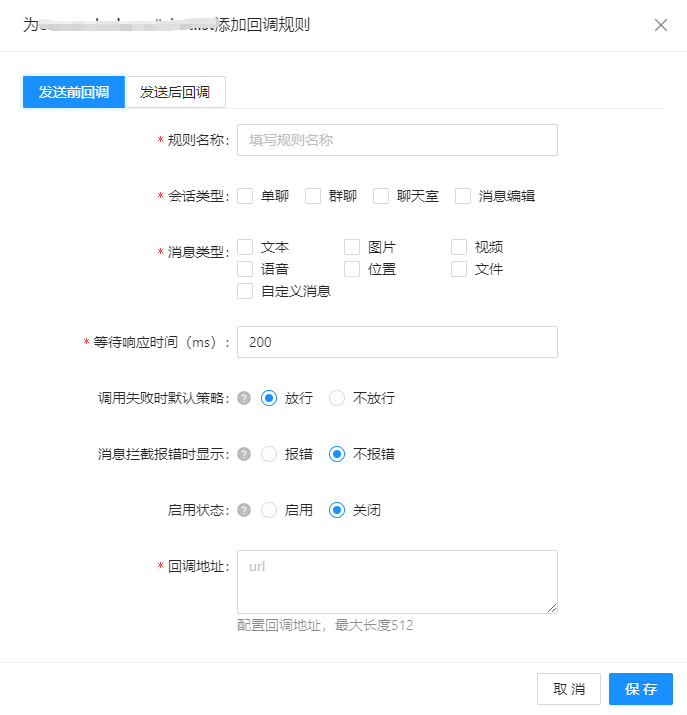 为 添加回调规则
发送前回调 发送后回调
* 规则名称: 填写规则名称
* 会话类型: 单聊 群聊 聊天室 消息编辑
* 消息类型: 文本 图片 视频
语音 位置 文件
自定义消息
* 等待响应时间（ms）: 200
调用失败时默认策略: ? 放行 不放行
消息拦截报错时显示: ? 报错 不报错
启用状态: ? 启用 关闭
* 回调地址: url
配置回调地址，最大长度512
取 消 保 存